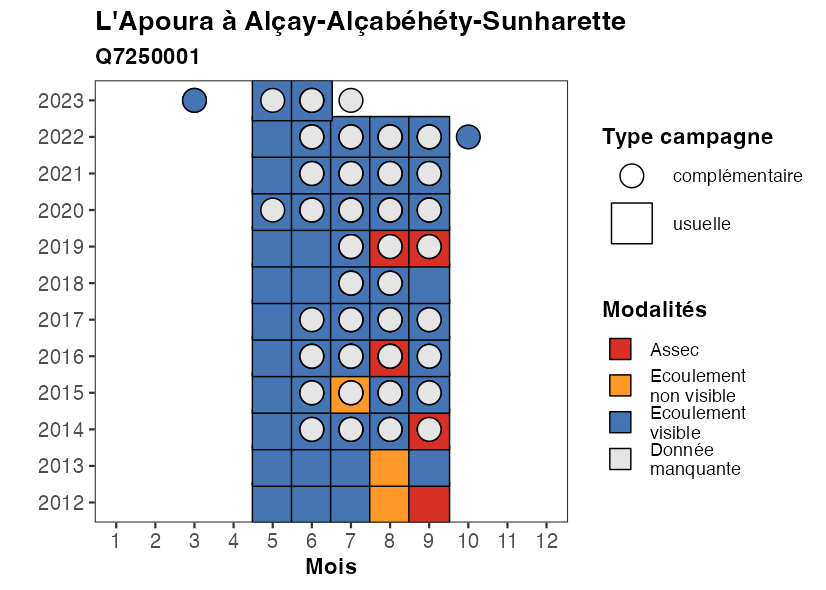 L'Apoura à Alçay-Alçabéhéty-Sunharette
Q7250001
2023
2022
2021
2020
2019
2018
2017
2016
2015
2014
2013
2012
1 2 3 4 5 6 7 8 9 10 11 12
Mois
Type campagne
complémentaire
usuelle
Modalités
Assec
Ecoulement
non visible
Ecoulement
visible
Donnée
manquante